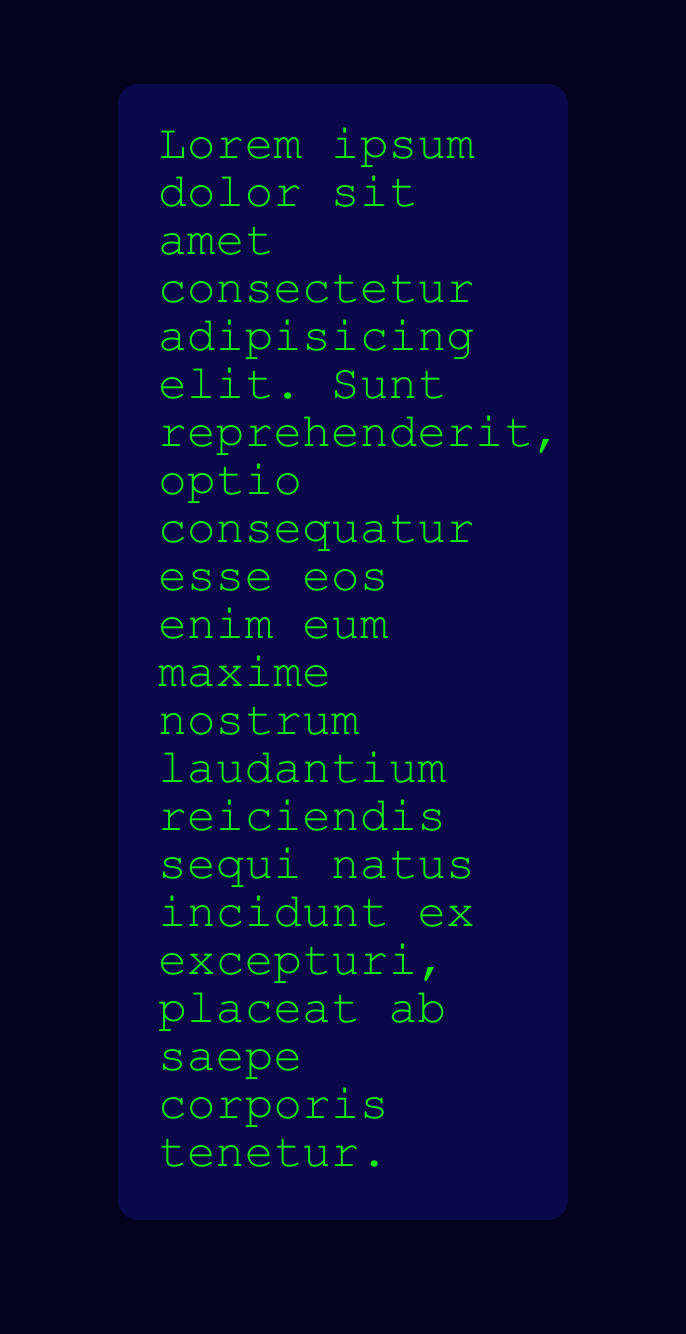 Lorem ipsum
dolor sit
amet
consectetur
adipisicing
elit. Sunt
reprehenderit,
optio
consequatur
esse eos
enim eum
maxime
nostrum
laudantium
reiciendis
sequi natus
incidunt ex
excepturi,
placeat ab
saepe
corporis
tenetur.